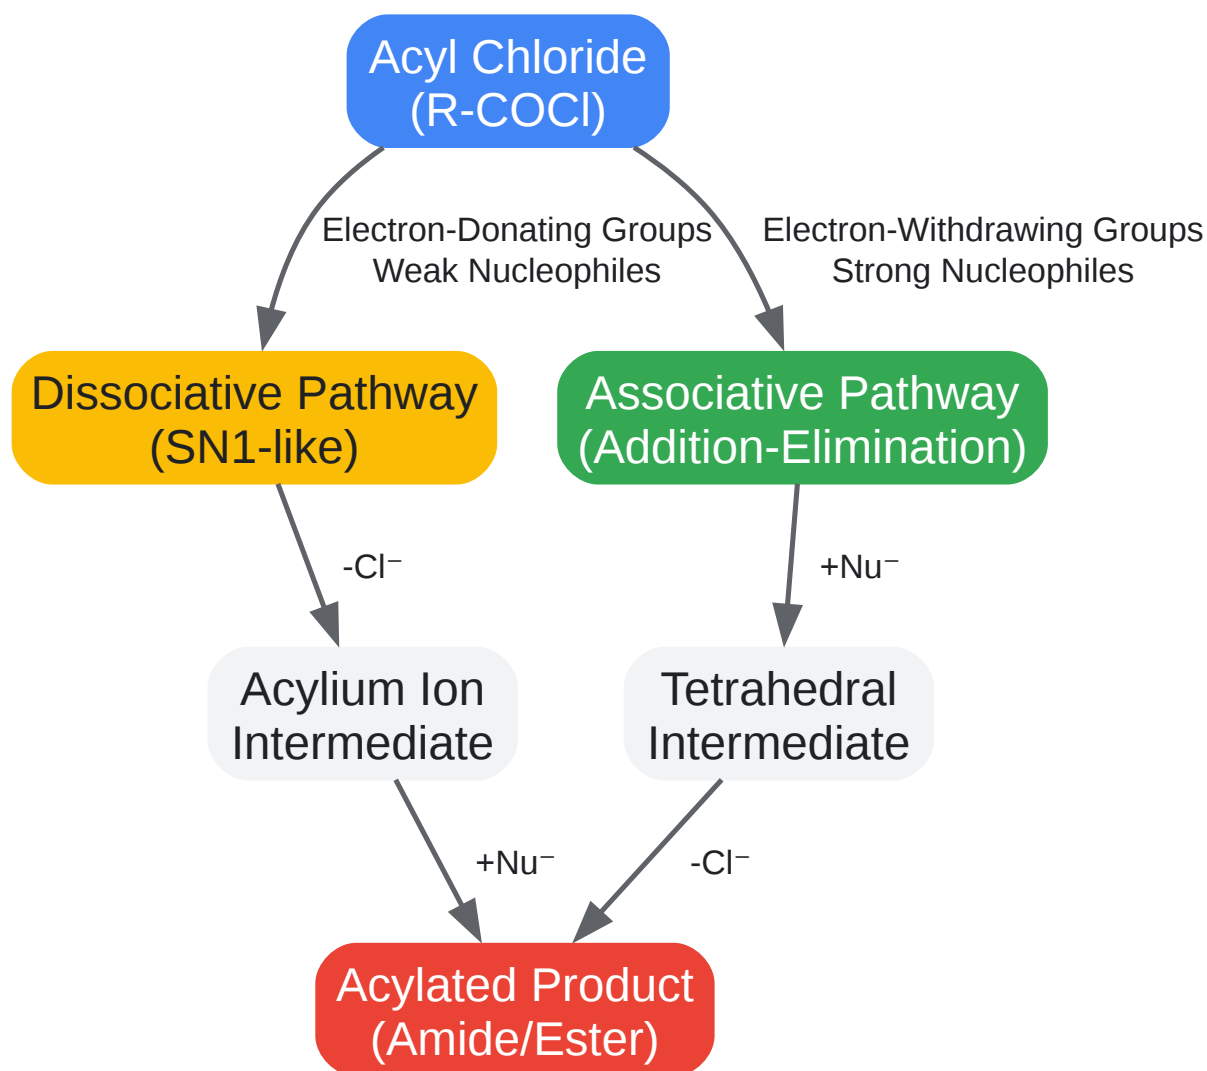 Acyl Chloride
(R-COCl)
Electron-Donating Groups
Weak Nucleophiles
Electron-Withdrawing Groups
Strong Nucleophiles
Dissociative Pathway
(SN1-like)
Associative Pathway
(Addition-Elimination)
-Cl⁻
+Nu⁻
Acylium Ion
Intermediate
Tetrahedral
Intermediate
+Nu⁻
-Cl⁻
Acylated Product
(Amide/Ester)